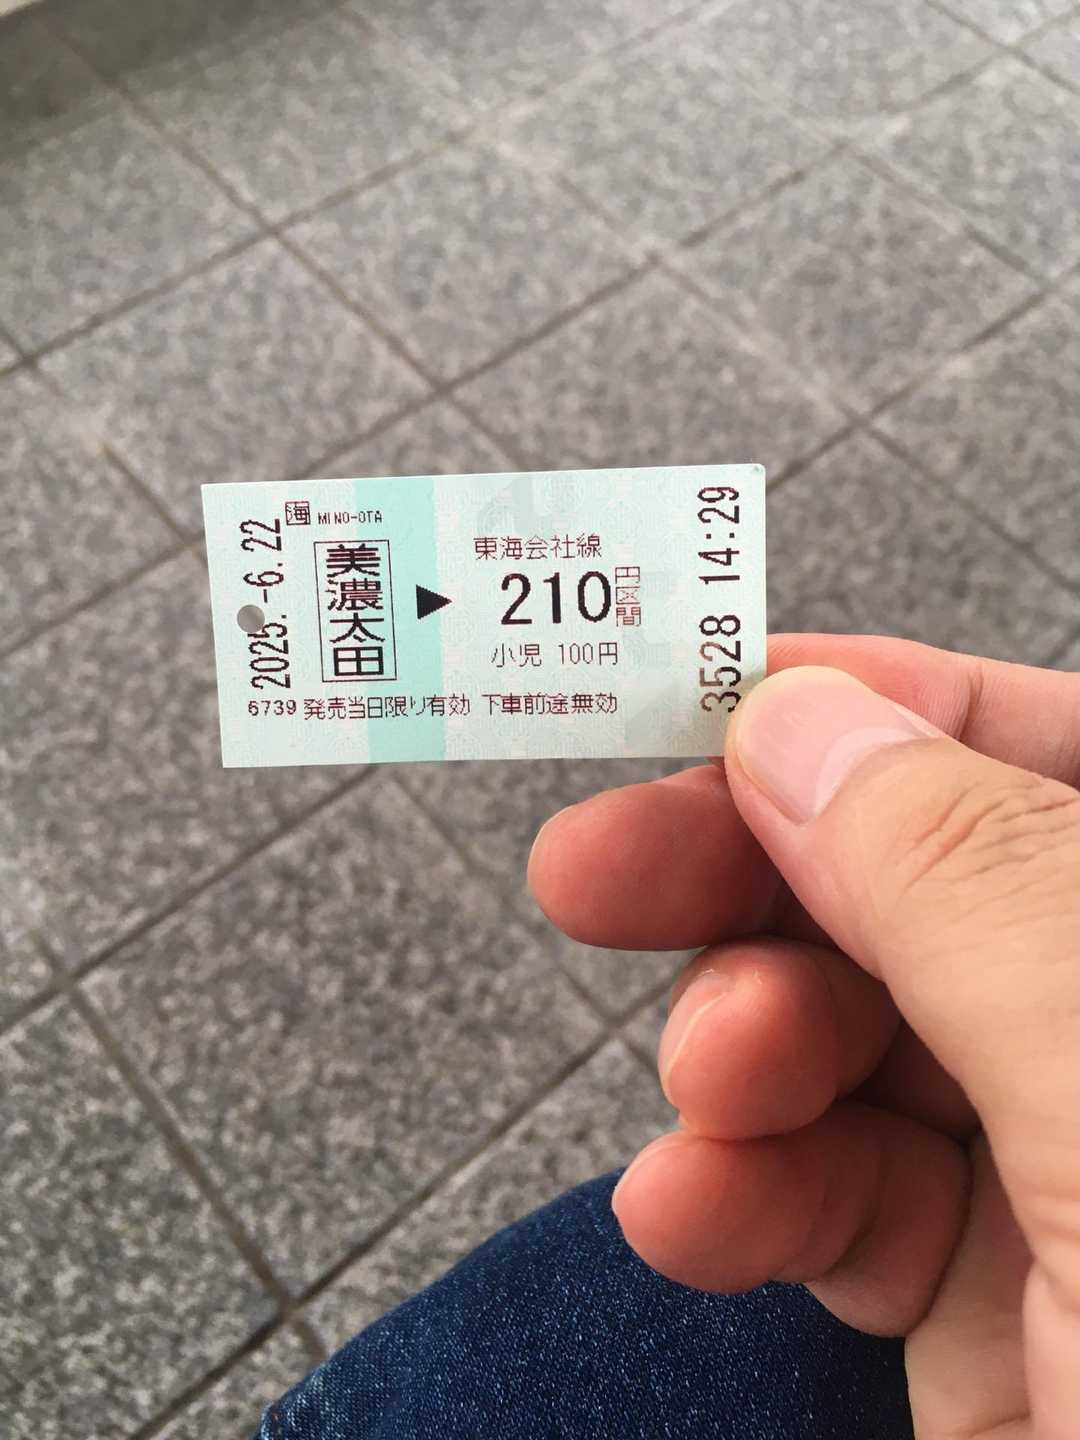 海 MINO-OTA
美濃太田
▶
東海会社線
210円区間
小児 100円
6739 発売当日限り有効 下車前途無効
2025.-6.22
3528 14:29